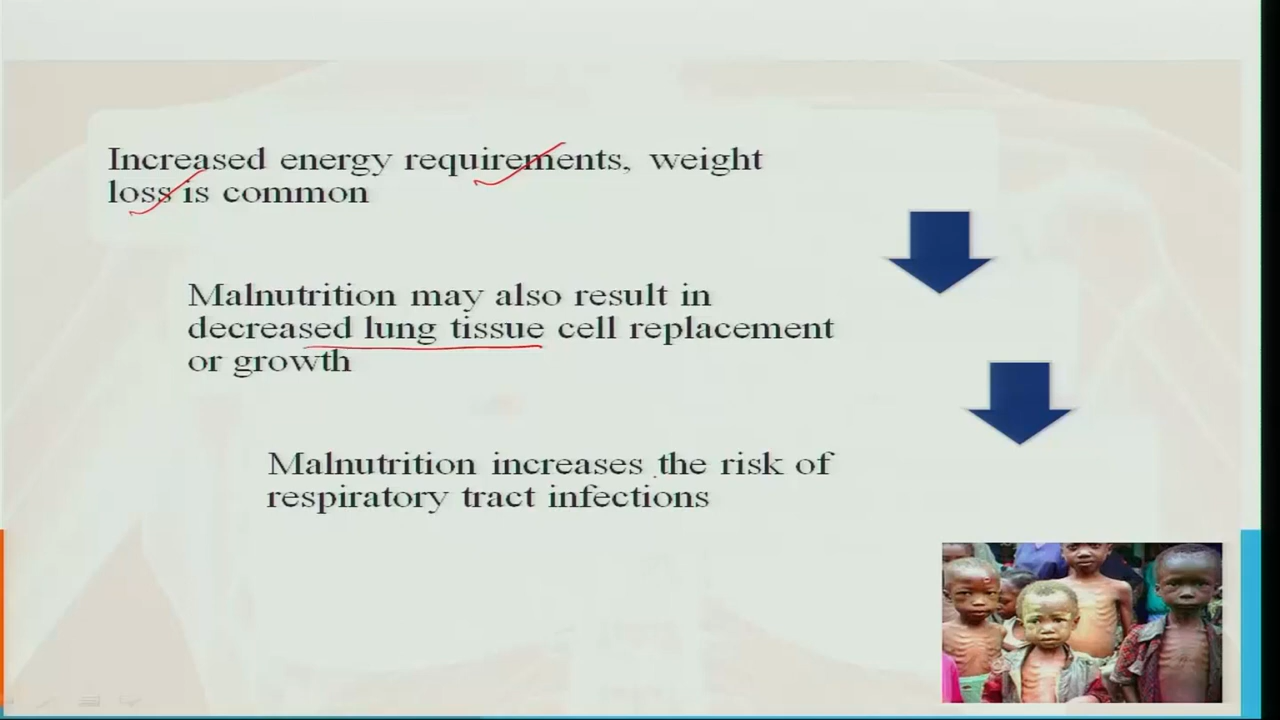 Increased energy requirements, weight
loss is common
Malnutrition may also result in
decreased lung tissue cell replacement
or growth
Malnutrition increases the risk of
respiratory tract infections